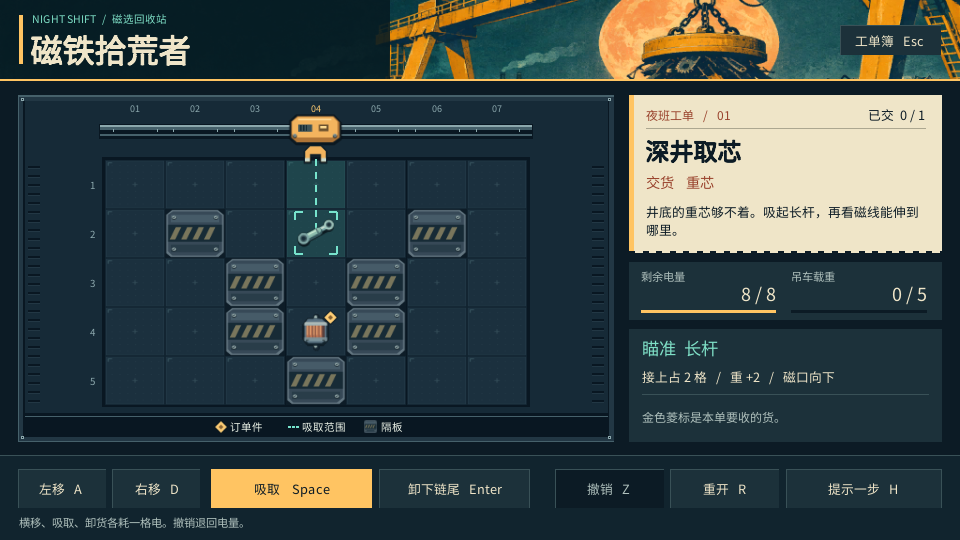 NIGHT SHIFT / 磁选回收站
磁铁拾荒者
工单簿 Esc
01 02 03 04 05 06 07
1
2
3
4
5
订单件 吸取范围 隔板
夜班工单 / 01 已交 0 / 1
深井取芯
交货 重芯
井底的重芯够不着。吸起长杆，再看磁线能伸到
哪里。
剩余电量 吊车载重
8 / 8 0 / 5
瞄准 长杆
接上占 2 格 / 重 +2 / 磁口向下
金色菱标是本单要收的货。
左移 A 右移 D 吸取 Space 卸下链尾 Enter 撤销 Z 重开 R 提示一步 H
横移、吸取、卸货各耗一格电。撤销退回电量。